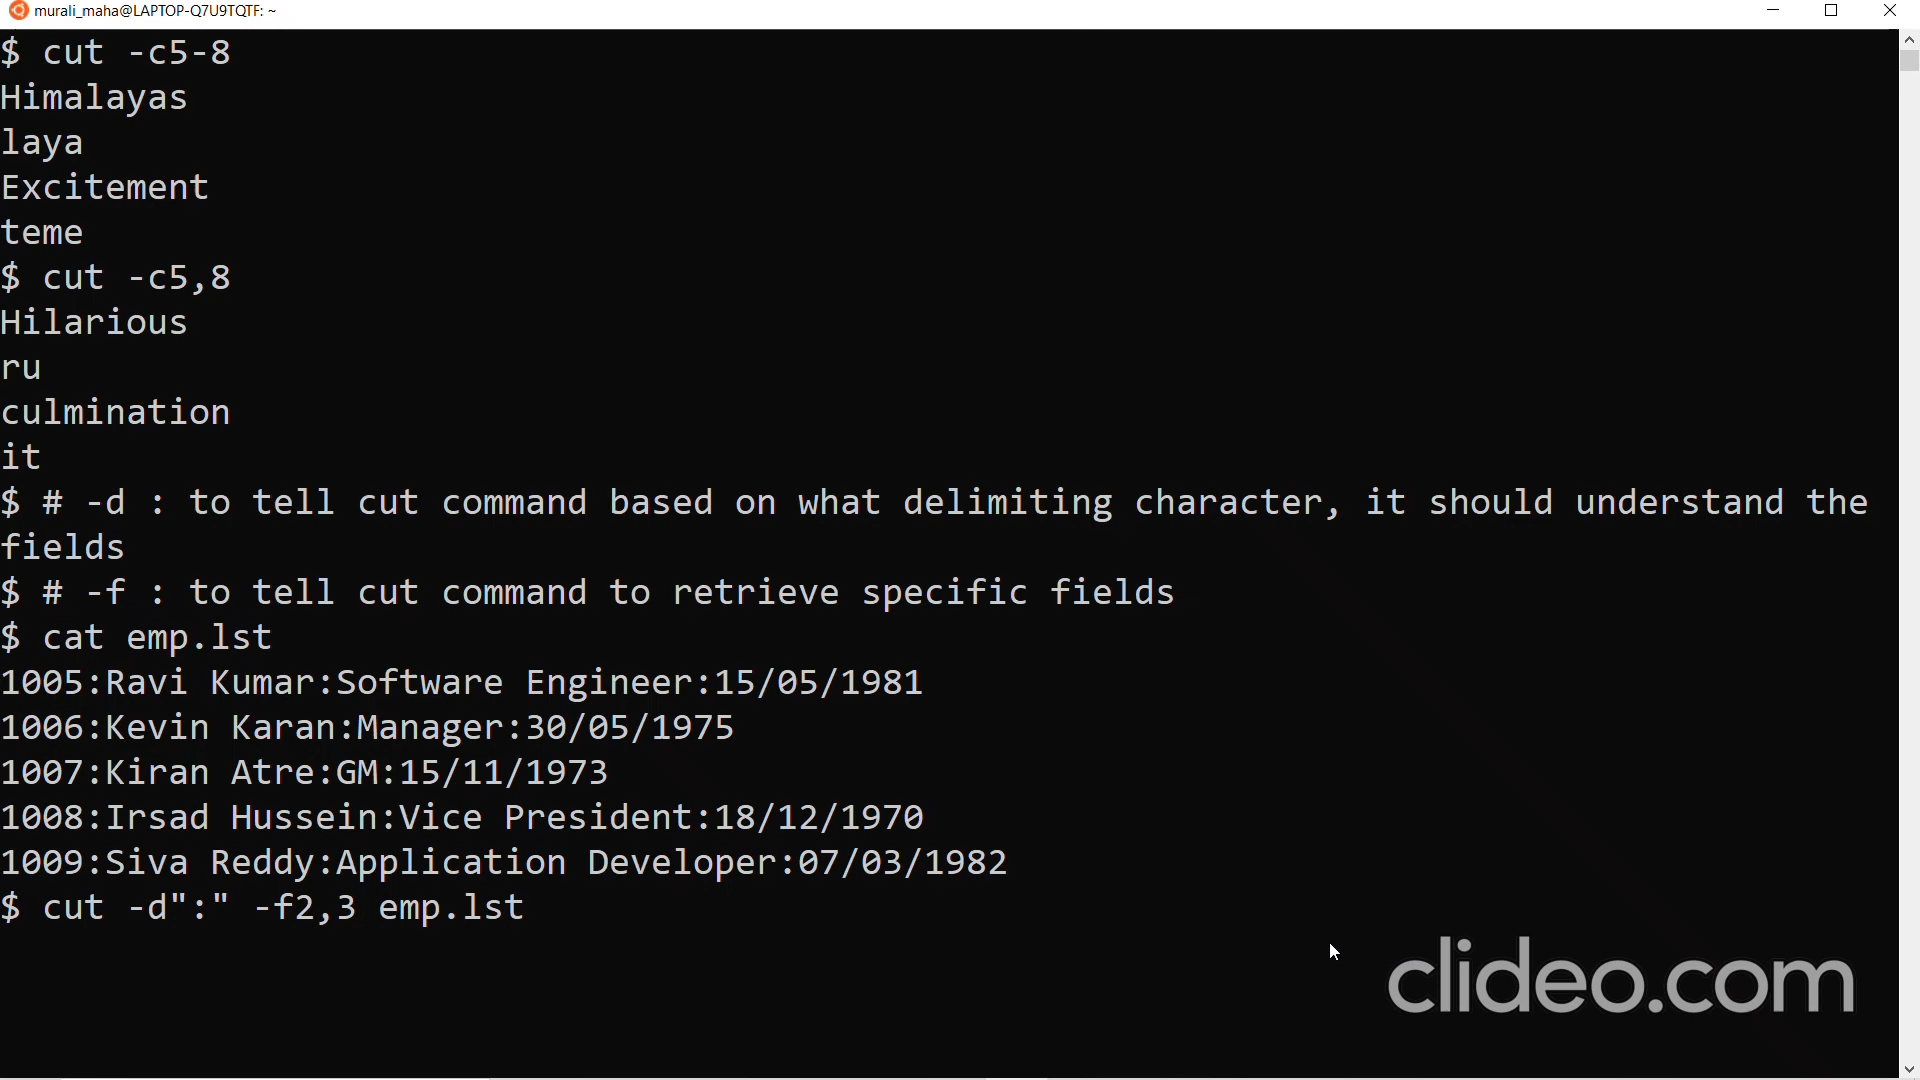 murali_maha@LAPTOP-Q7U9TQTF: ~
$ cut -c5-8
Himalayas
laya
Excitement
teme
$ cut -c5,8
Hilarious
ru
culmination
it
$ # -d : to tell cut command based on what delimiting character, it should understand the
fields
$ # -f : to tell cut command to retrieve specific fields
$ cat emp.lst
1005:Ravi Kumar:Software Engineer:15/05/1981
1006:Kevin Karan:Manager:30/05/1975
1007:Kiran Atre:GM:15/11/1973
1008:Irsad Hussein:Vice President:18/12/1970
1009:Siva Reddy:Application Developer:07/03/1982
$ cut -d":" -f2,3 emp.lst
clideo.com